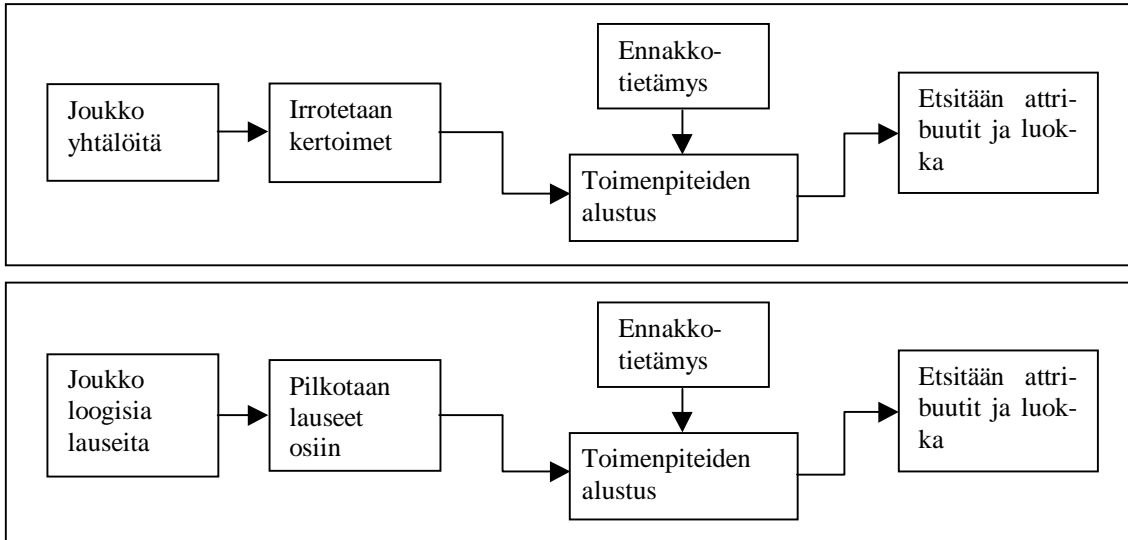 Joukko
yhtälöitä
Irrotetaan
kertoimet
Ennakko-
tietämys
Toimenpiteiden
alustus
Etsitään attri-
buutit ja luok-
ka
Joukko
loogisia
lauseita
Pilkotaan
lauseet
osiin
Ennakko-
tietämys
Toimenpiteiden
alustus
Etsitään attri-
buutit ja luok-
ka